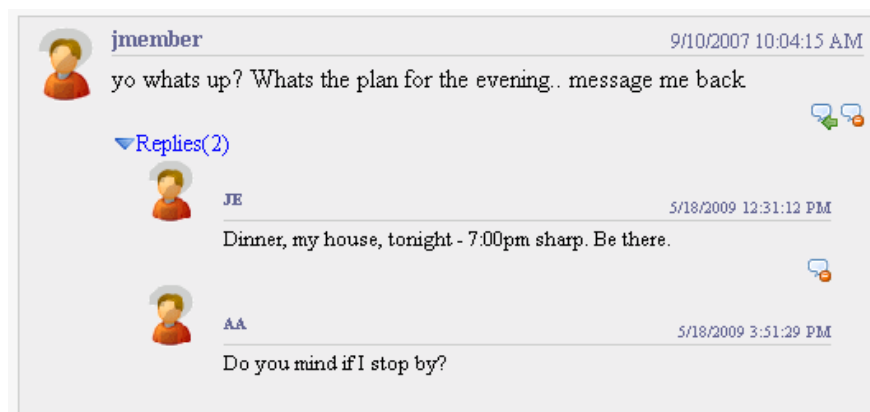 jmember 9/10/2007 10:04:15 AM
yo whats up? Whats the plan for the evening.. message me back
Replies(2)
JE 5/18/2009 12:31:12 PM
Dinner, my house, tonight - 7:00pm sharp. Be there.
AA 5/18/2009 3:51:29 PM
Do you mind if I stop by?